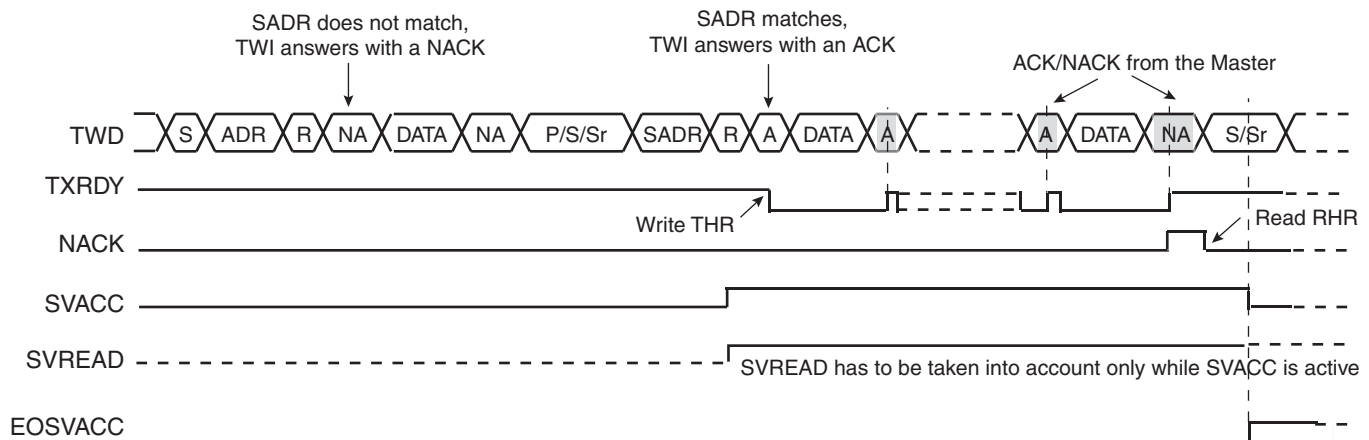 SADR does not match,
TWI answers with a NACK
SADR matches,
TWI answers with an ACK
ACK/NACK from the Master
TWD S ADR R NA DATA NA P/S/Sr SADR R A DATA A A DATA NA S/Sr
TXRDY
Write THR
Read RHR
NACK
SVACC
SVREAD
SVREAD has to be taken into account only while SVACC is active
EOSVACC